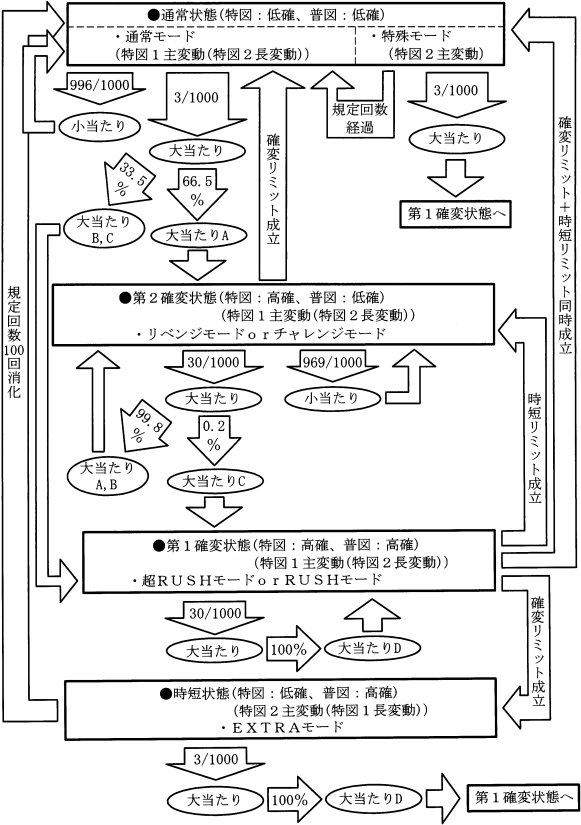 ●通常状態(特図：低確、普図：低確)
・通常モード
(特図１主変動(特図２長変動))
・特殊モード
(特図２主変動)
996/1000
3/1000
規定回数
経過
3/1000
小当たり
大当たり
大当たり
確変リミット成立
33.5
%
66.5
%
大当たり
B,C
大当たりA
第１確変状態へ
確変リミット＋時短リミット同時成立
規定回数100回消化
●第２確変状態(特図：高確、普図：低確)
(特図１主変動(特図２長変動))
・リベンジモードｏｒチャレンジモード
30/1000
969/1000
大当たり
小当たり
99.8
%
0.2
%
大当たり
A,B
大当たりC
時短リミット成立
●第１確変状態(特図：高確、普図：高確)
(特図１主変動(特図２長変動))
・超ＲＵＳＨモードｏｒＲＵＳＨモード
30/1000
大当たり
100%
大当たりD
確変リミット成立
●時短状態(特図：低確、普図：高確)
(特図２主変動(特図１長変動))
・ＥＸＴＲＡモード
3/1000
大当たり
100%
大当たりD
第１確変状態へ